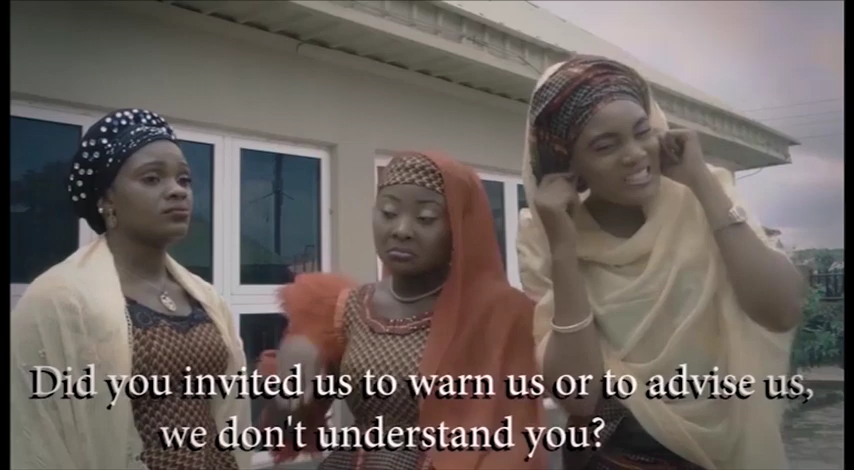 Did you invited us to warn us or to advise us,
we don't understand you?